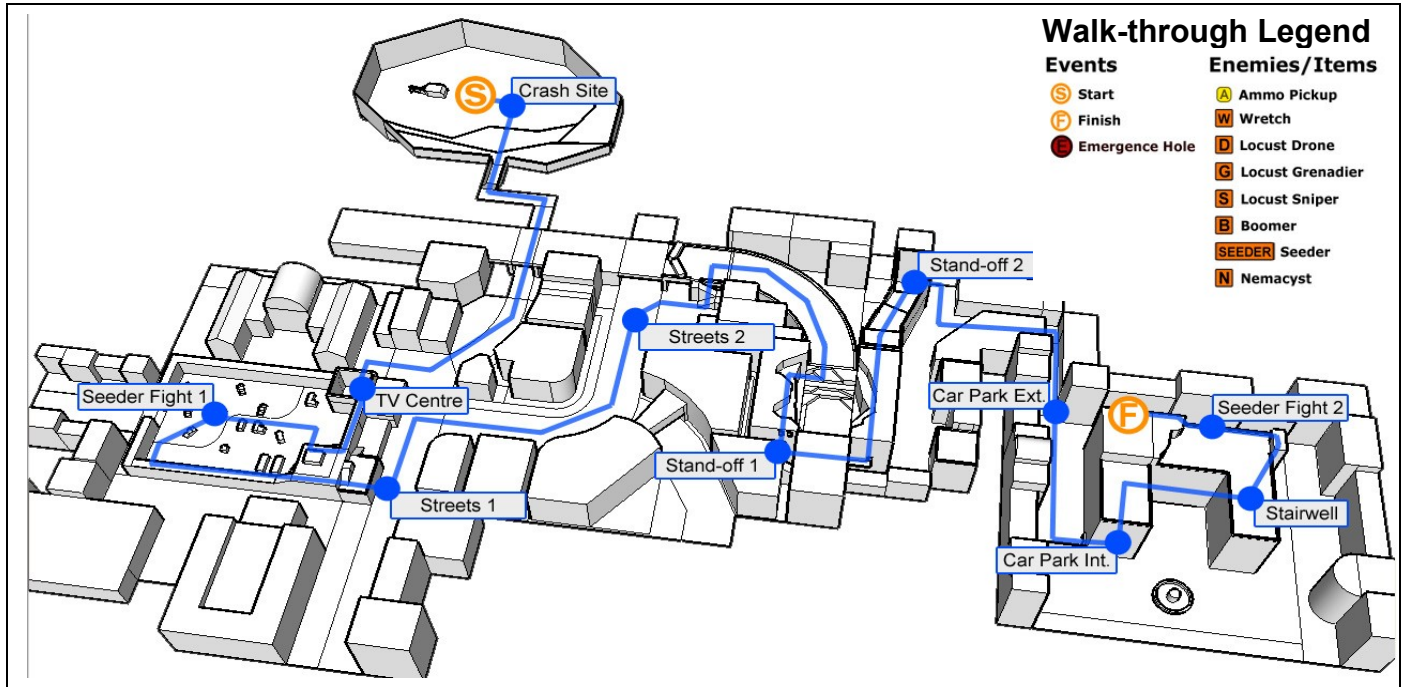 Walk-through Legend
Events
S Start
F Finish
E Emergence Hole
Enemies/Items
A Ammo Pickup
W Wretch
D Locust Drone
G Locust Grenadier
S Locust Sniper
B Boomer
SEEDER Seeder
N Nemacyst
S
Crash Site
Stand-off 2
Streets 2
TV Centre
Seeder Fight 1
Car Park Ext.
F
Seeder Fight 2
Stand-off 1
Streets 1
Stairwell
Car Park Int.